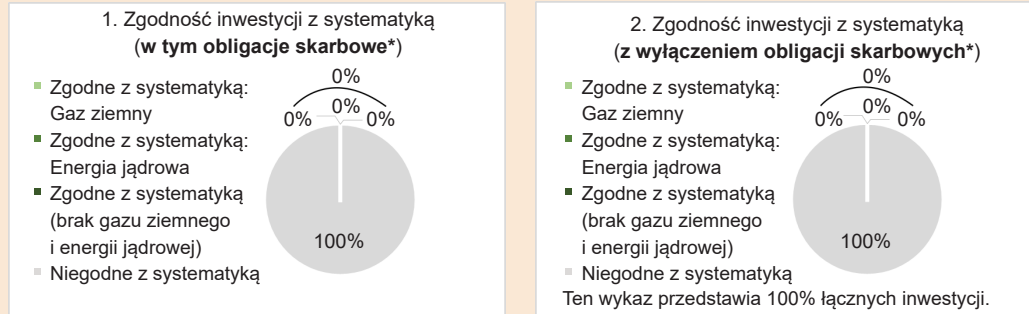 1. Zgodność inwestycji z systematyką
(w tym obligacje skarbowe*)
Zgodne z systematyką:
Gaz ziemny
Zgodne z systematyką:
Energia jądrowa
Zgodne z systematyką
(brak gazu ziemnego
i energii jądrowej)
Niegodne z systematyką
0%
0%
0%
0%
100%
2. Zgodność inwestycji z systematyką
(z wyłączeniem obligacji skarbowych*)
Zgodne z systematyką:
Gaz ziemny
Zgodne z systematyką:
Energia jądrowa
Zgodne z systematyką
(brak gazu ziemnego
i energii jądrowej)
Niegodne z systematyką
0%
0%
0%
0%
100%
Ten wykaz przedstawia 100% łącznych inwestycji.